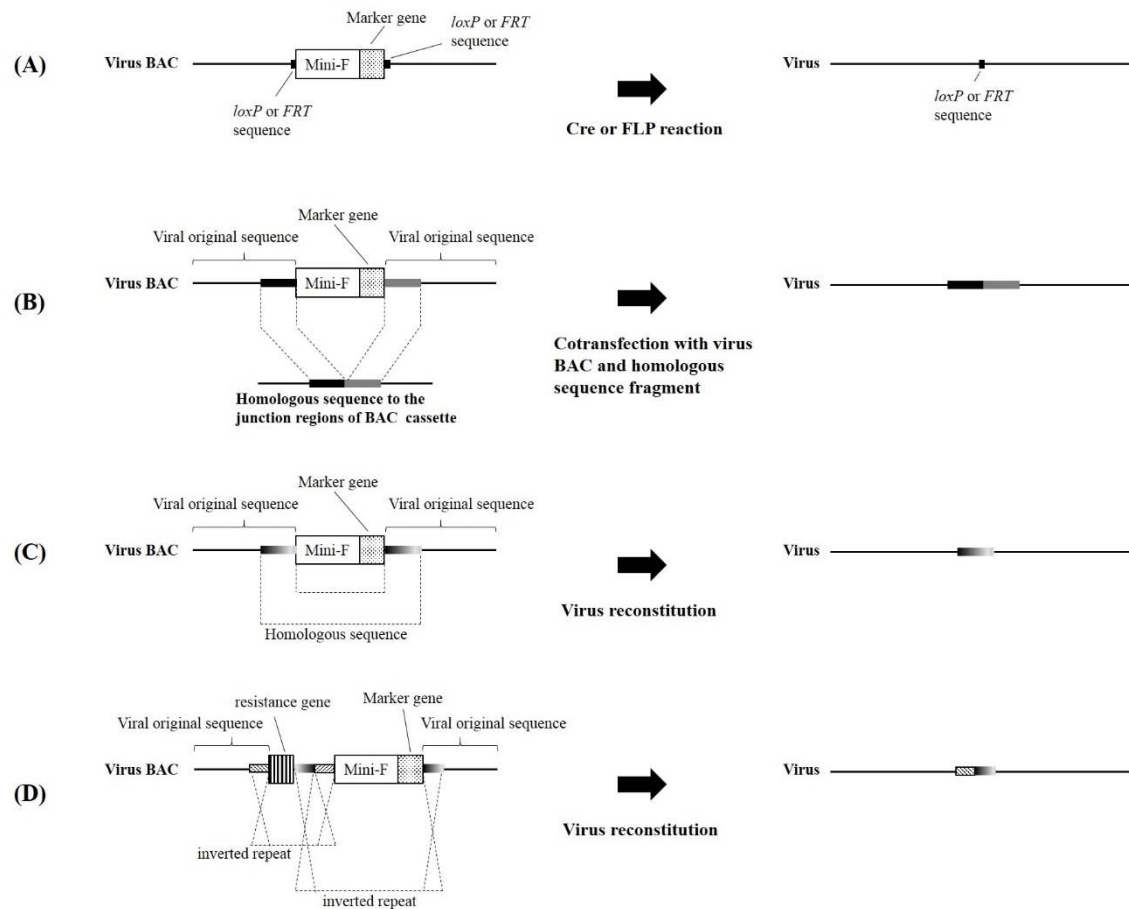 (A)
Marker gene
loxP or FRT
sequence
Virus BAC
Mini-F
loxP or FRT
sequence
Cre or FLP reaction
Virus
loxP or FRT
sequence
(B)
Marker gene
Viral original sequence
Viral original sequence
Virus BAC
Mini-F
Homologous sequence to the
junction regions of BAC cassette
Cotransfection with virus
BAC and homologous
sequence fragment
Virus
(C)
Marker gene
Viral original sequence
Viral original sequence
Virus BAC
Mini-F
Homologous sequence
Virus reconstitution
Virus
(D)
resistance gene
Marker gene
Viral original sequence
Viral original sequence
Virus BAC
Mini-F
inverted repeat
inverted repeat
Virus reconstitution
Virus